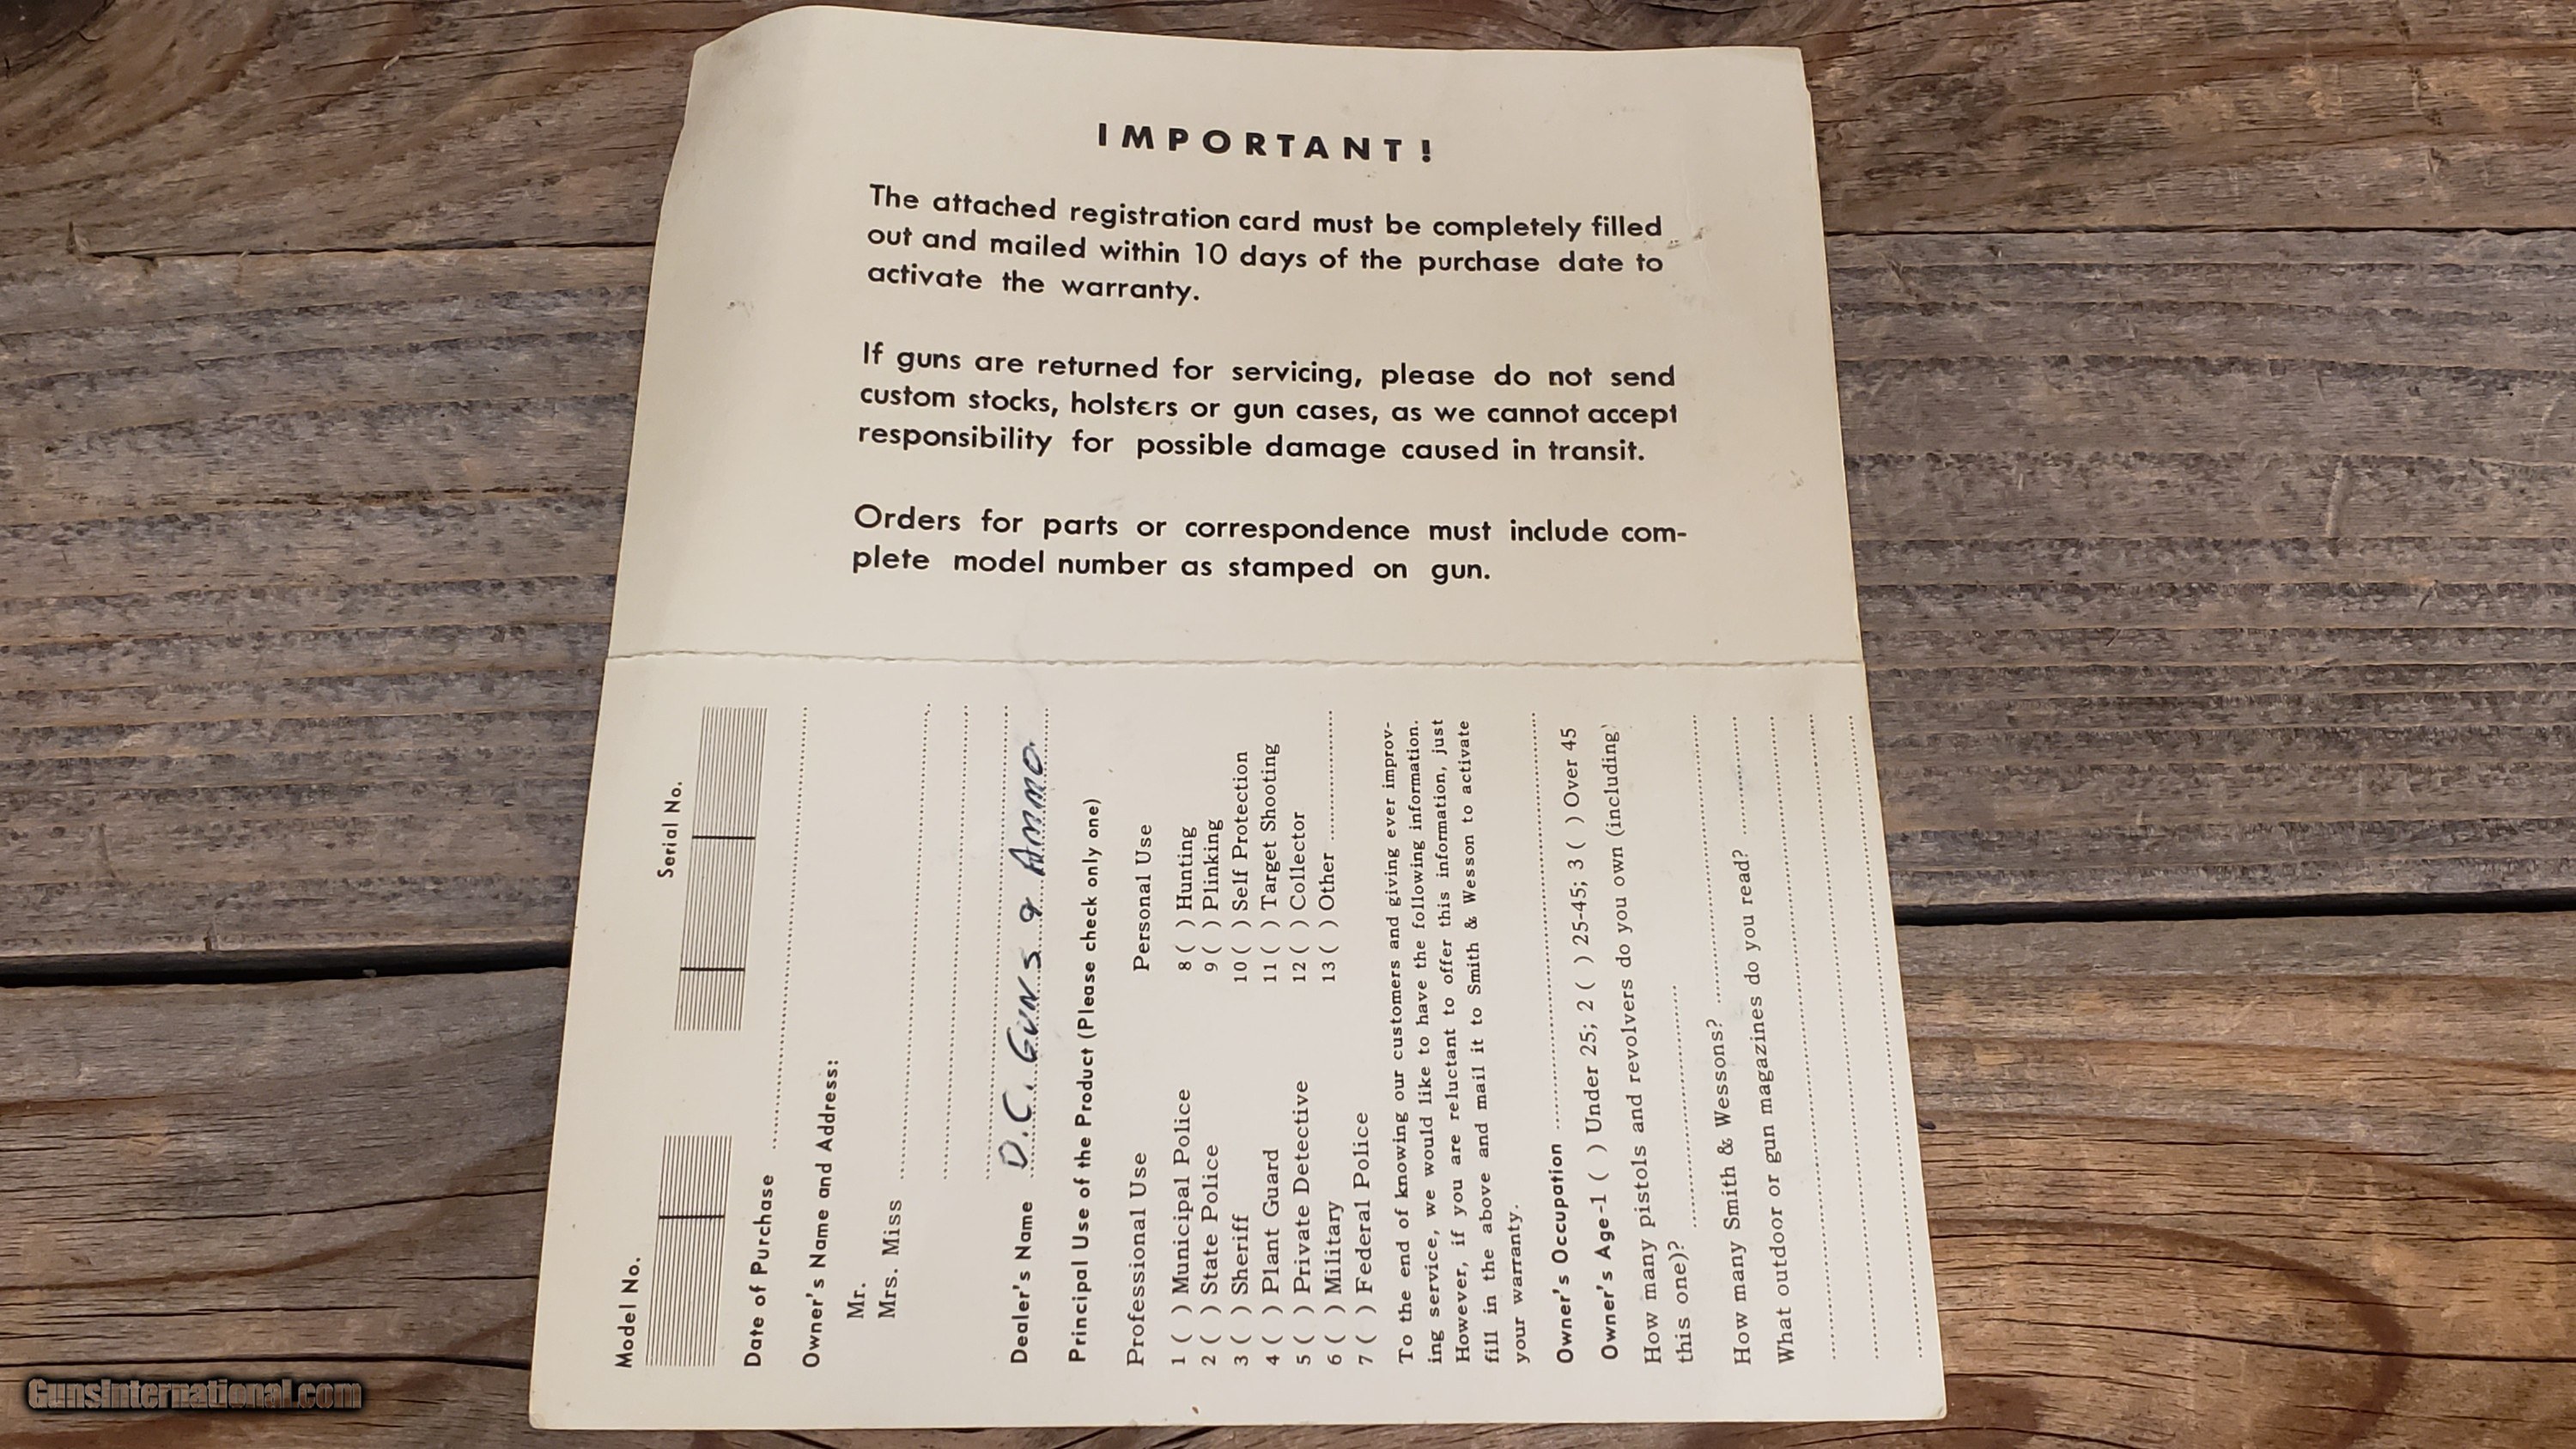 IMPORTANT!
The attached registration card must be completely filled
out and mailed within 10 days of the purchase date to
activate the warranty.
If guns are returned for servicing, please do not send
custom stocks, holsters or gun cases, as we cannot accept
responsibility for possible damage caused in transit.
Orders for parts or correspondence must include com-
plete model number as stamped on gun.
Model No.
Serial No.
Date of Purchase
Owner's Name and Address:
Mr.
Mrs. Miss
Dealer's Name D.C. Guns & Ammo
Principal Use of the Product (Please check only one)
Professional Use
1 ( ) Municipal Police
2 ( ) State Police
3 ( ) Sheriff
4 ( ) Plant Guard
5 ( ) Private Detective
6 ( ) Military
7 ( ) Federal Police
Personal Use
8 ( ) Hunting
9 ( ) Plinking
10 ( ) Self Protection
11 ( ) Target Shooting
12 ( ) Collector
13 ( ) Other
To the end of knowing our customers and giving ever improv-
ing service, we would like to have the following information.
However, if you are reluctant to offer this information, just
fill in the above and mail it to Smith & Wesson to activate
your warranty.
Owner's Occupation
Owner's Age-1 ( ) Under 25; 2 ( ) 25-45; 3 ( ) Over 45
How many pistols and revolvers do you own (including
this one)?
How many Smith & Wessons?
What outdoor or gun magazines do you read?
GunsInternational.com